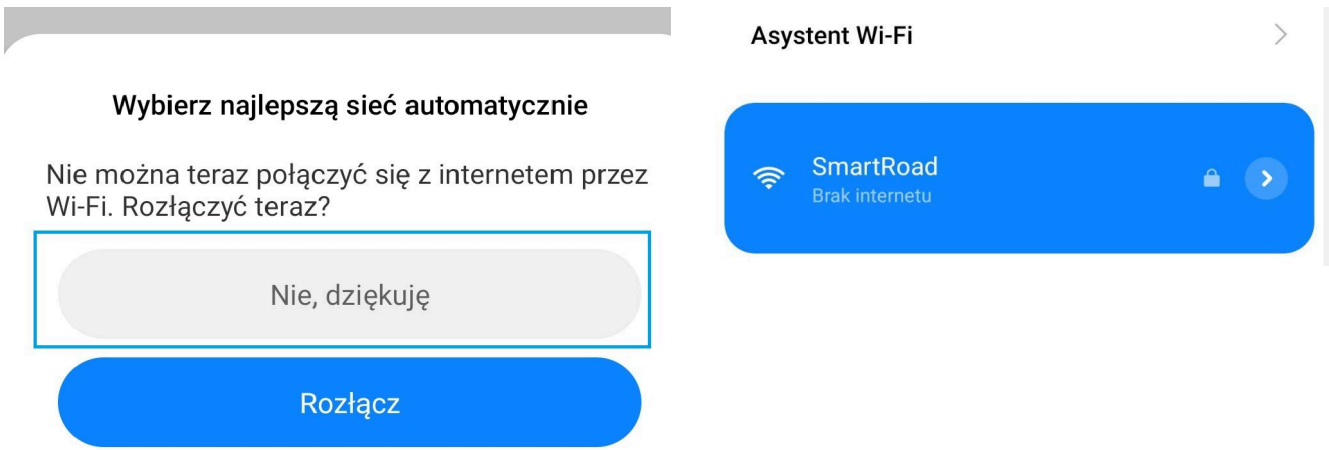 Wybierz najlepszą sieć automatycznie
Nie można teraz połączyć się z internetem przez
Wi-Fi. Rozłączyć teraz?
Nie, dziękuję
Rozłącz
Asystent Wi-Fi
SmartRoad
Brak internetu